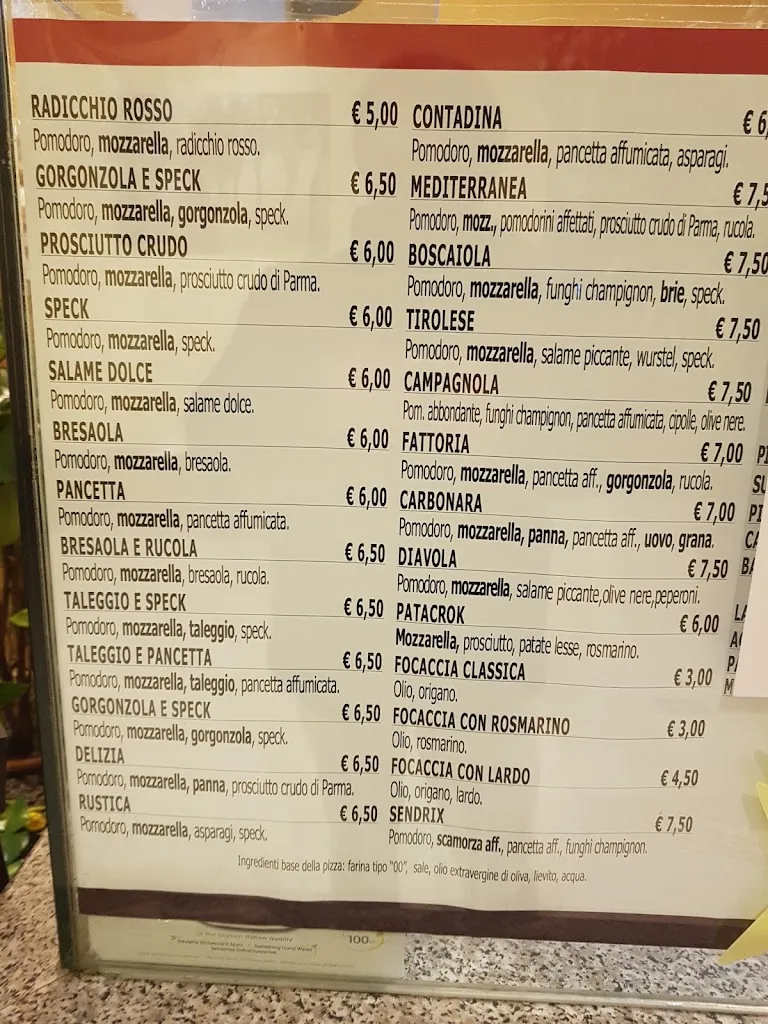 RADICCHIO ROSSO € 5,00
Pomodoro, mozzarella, radicchio rosso.
GORGONZOLA E SPECK € 6,50
Pomodoro, mozzarella, gorgonzola, speck.
PROSCIUTTO CRUDO € 6,00
Pomodoro, mozzarella, prosciutto crudo di Parma.
SPECK € 6,00
Pomodoro, mozzarella, speck.
SALAME DOLCE € 6,00
Pomodoro, mozzarella, salame dolce.
BRESAOLA € 6,00
Pomodoro, mozzarella, bresaola.
PANCETTA € 6,00
Pomodoro, mozzarella, pancetta affumicata.
BRESAOLA E RUCOLA € 6,50
Pomodoro, mozzarella, bresaola, rucola.
TALEGGIO E SPECK € 6,50
Pomodoro, mozzarella, taleggio, speck.
TALEGGIO E PANCETTA € 6,50
Pomodoro, mozzarella, taleggio, pancetta affumicata.
GORGONZOLA E SPECK € 6,50
Pomodoro, mozzarella, gorgonzola, speck.
DELIZIA € 6,50
Pomodoro, mozzarella, panna, prosciutto crudo di Parma.
RUSTICA € 6,50
Pomodoro, mozzarella, asparagi, speck.
CONTADINA € 6,
Pomodoro, mozzarella, pancetta affumicata, asparagi.
MEDITERRANEA € 7,5
Pomodoro, mozz., pomodorini affettati, prosciutto crudo di Parma, rucola.
BOSCAIOLA € 7,50
Pomodoro, mozzarella, funghi champignon, brie, speck.
TIROLESE € 7,50
Pomodoro, mozzarella, salame piccante, wurstel, speck.
CAMPAGNOLA € 7,50
Pom. abbondante, funghi champignon, pancetta affumicata, cipolle, olive nere.
FATTORIA € 7,00
Pomodoro, mozzarella, pancetta aff., gorgonzola, rucola.
CARBONARA € 7,00
Pomodoro, mozzarella, panna, pancetta aff., uovo, grana.
DIAVOLA € 7,50
Pomodoro, mozzarella, salame piccante,olive nere,peperoni.
PATACROK € 6,00
Mozzarella, prosciutto, patate lesse, rosmarino.
FOCACCIA CLASSICA € 3,00
Olio, origano.
FOCACCIA CON ROSMARINO € 3,00
Olio, rosmarino.
FOCACCIA CON LARDO € 4,50
Olio, origano, lardo.
SENDRIX € 7,50
Pomodoro, scamorza aff., pancetta aff., funghi champignon.
Ingredienti base della pizza: farina tipo "00", sale, olio extravergine di oliva, lievito, acqua.
100